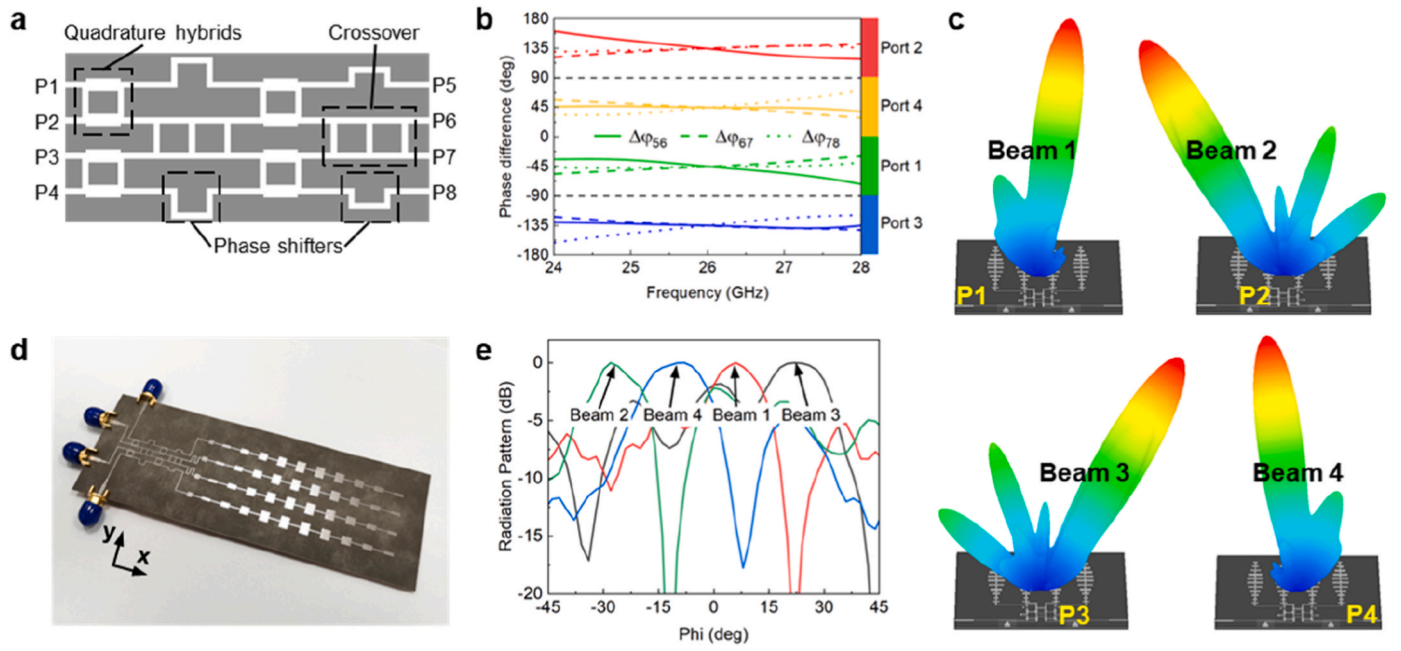 a
Quadrature hybrids
Crossover
P1
P2
P3
P4
P5
P6
P7
P8
Phase shifters
b
Phase difference (deg)
180
135
90
45
0
-45
-90
-135
-180
Δφ56
Δφ67
Δφ78
Port 2
Port 4
Port 1
Port 3
24
25
26
27
28
Frequency (GHz)
c
Beam 1
P1
Beam 2
P2
Beam 3
P3
Beam 4
P4
d
y
x
e
Radiation Pattern (dB)
0
-5
-10
-15
-20
Beam 2
Beam 4
Beam 1
Beam 3
-45
-30
-15
0
15
30
45
Phi (deg)